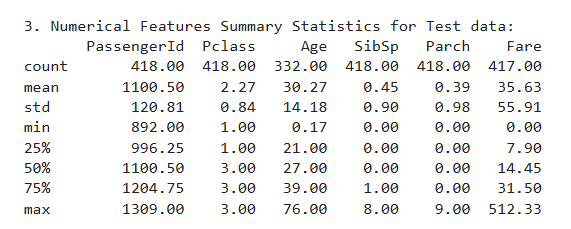 3. Numerical Features Summary Statistics for Test data:
PassengerId Pclass Age SibSp Parch Fare
count 418.00 418.00 332.00 418.00 418.00 417.00
mean 1100.50 2.27 30.27 0.45 0.39 35.63
std 120.81 0.84 14.18 0.90 0.98 55.91
min 892.00 1.00 0.17 0.00 0.00 0.00
25% 996.25 1.00 21.00 0.00 0.00 7.90
50% 1100.50 3.00 27.00 0.00 0.00 14.45
75% 1204.75 3.00 39.00 1.00 0.00 31.50
max 1309.00 3.00 76.00 8.00 9.00 512.33